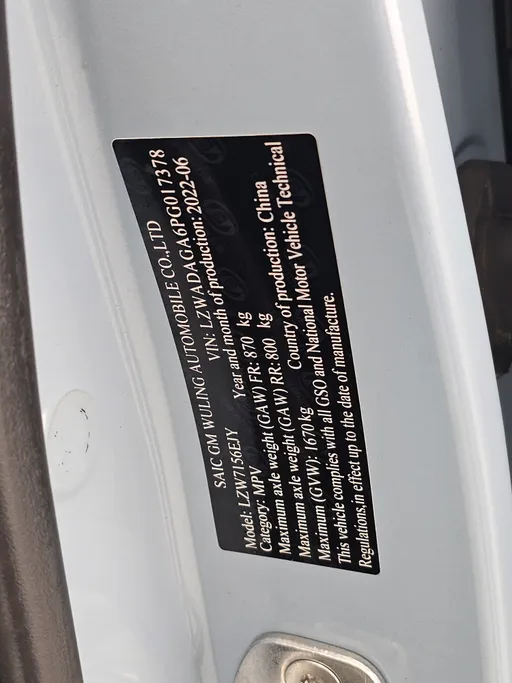 SAIC GM WULING AUTOMOBILE CO.,LTD
Model: LZW7156EJY VIN: LZWADAGA6PG017378
Category: MPV Year and month of production: 2022-06
Maximum axle weight (GAW) FR: 870 kg
Maximum axle weight (GAW) RR: 800 kg
Maximum (GVW): 1670 kg Country of production: China
This vehicle complies with all GSO and National Motor Vehicle Technical
Regulations,in effect up to the date of manufacture.